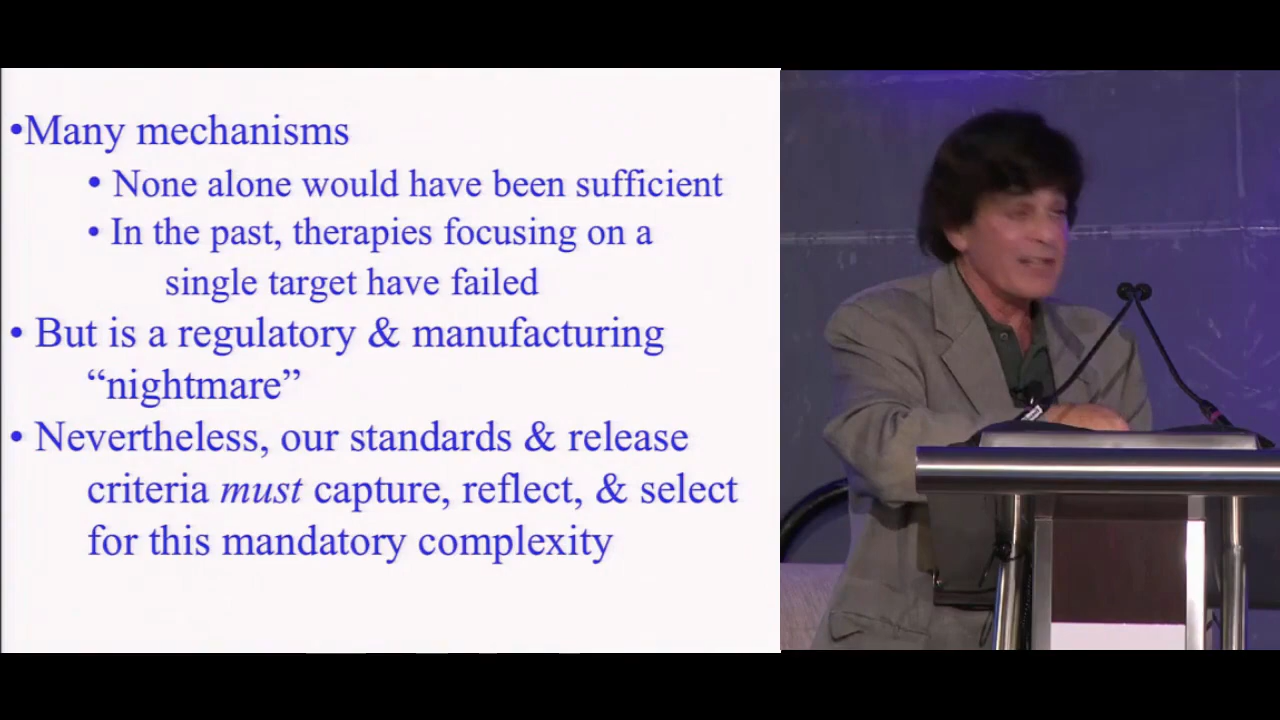 •Many mechanisms
• None alone would have been sufficient
• In the past, therapies focusing on a
single target have failed
• But is a regulatory & manufacturing
“nightmare”
• Nevertheless, our standards & release
criteria must capture, reflect, & select
for this mandatory complexity